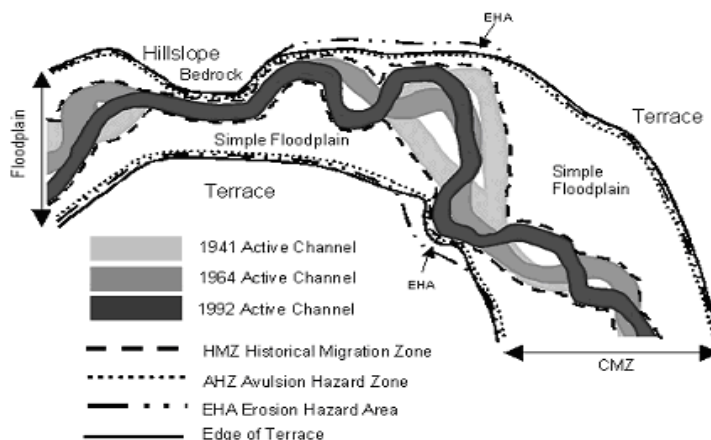 EHA
Hillslope
Bedrock
Floodplain
Simple Floodplain
Terrace
Simple
Floodplain
Terrace
EHA
1941 Active Channel
1964 Active Channel
1992 Active Channel
HMZ Historical Migration Zone
AHZ Avulsion Hazard Zone
EHA Erosion Hazard Area
Edge of Terrace
CMZ